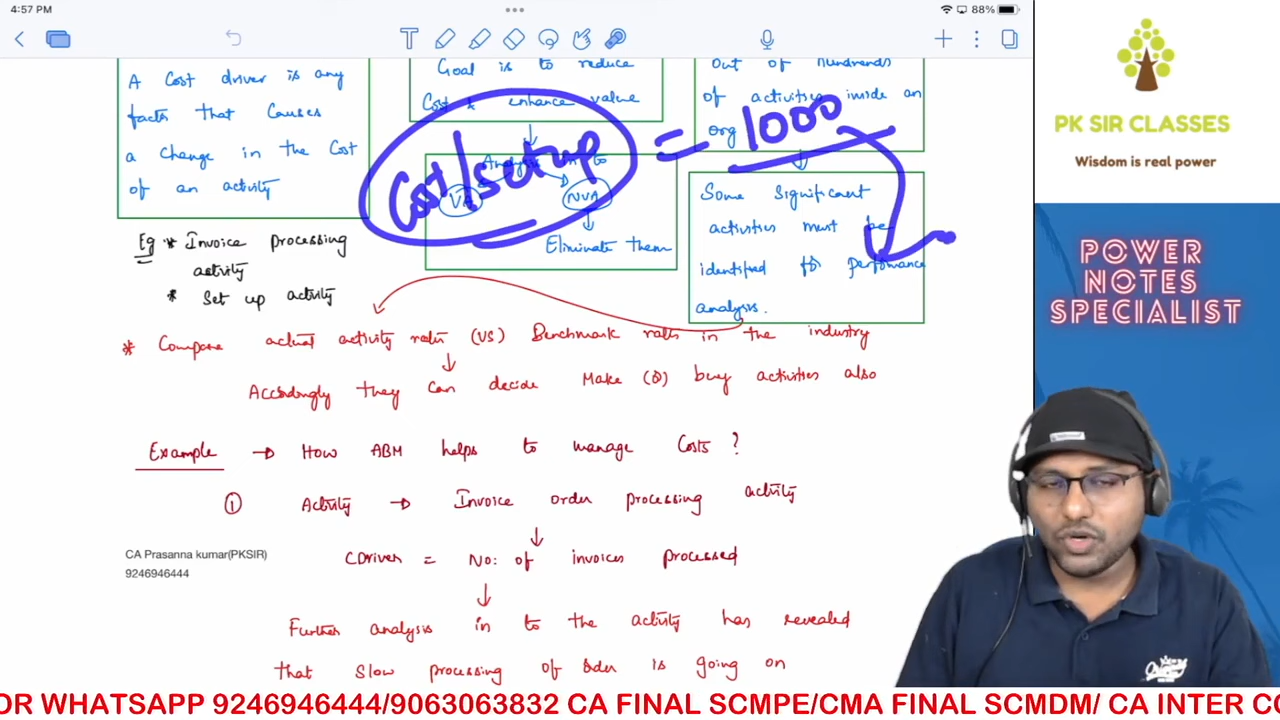 4:57 PM
88%
A Cost driver is any
factor that Causes
a change in the Cost
of an activity
Goal is to reduce
Cost & enhance value
Analysis in to
VA
NVA
Eliminate them
Out of hundreds
of activities inside an
org
Some Significant
activities must be
identified for performance
analysis.
Cost/setup = 1000
Eg * Invoice processing
activity
* Set up activity
* Compare actual activity rates (VS) Benchmark rates in the industry
Accordingly they can decide Make (or) buy activities also
Example → How ABM helps to manage Costs?
① Activity → Invoice order processing activity
CDriver = No: of invoices processed
Further analysis in to the activity has revealed
that slow processing of order is going on
CA Prasanna kumar(PKSIR)
9246946444
PK SIR CLASSES
Wisdom is real power
POWER
NOTES
SPECIALIST
OR WHATSAPP 9246946444/9063063832 CA FINAL SCMPE/CMA FINAL SCMDM/ CA INTER CO